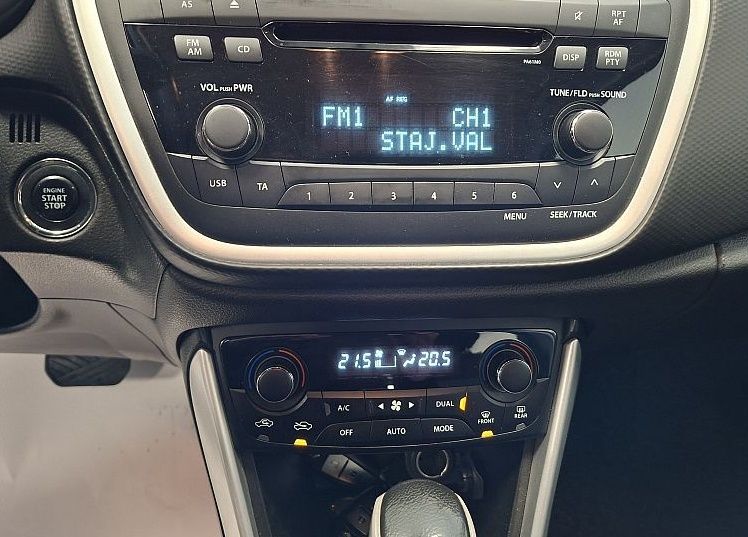 AS
RPT
AF
FM
AM
CD
PA61M0
DISP
RDM
PTY
VOL PUSH PWR
TUNE/FLD PUSH SOUND
AF REG
FM1 CH1
STAJ.VAL
USB
TA
1 2 3 4 5 6
MENU
SEEK/TRACK
ENGINE
START
STOP
21.5 20.5
A/C
DUAL
OFF
AUTO
MODE
FRONT
REAR